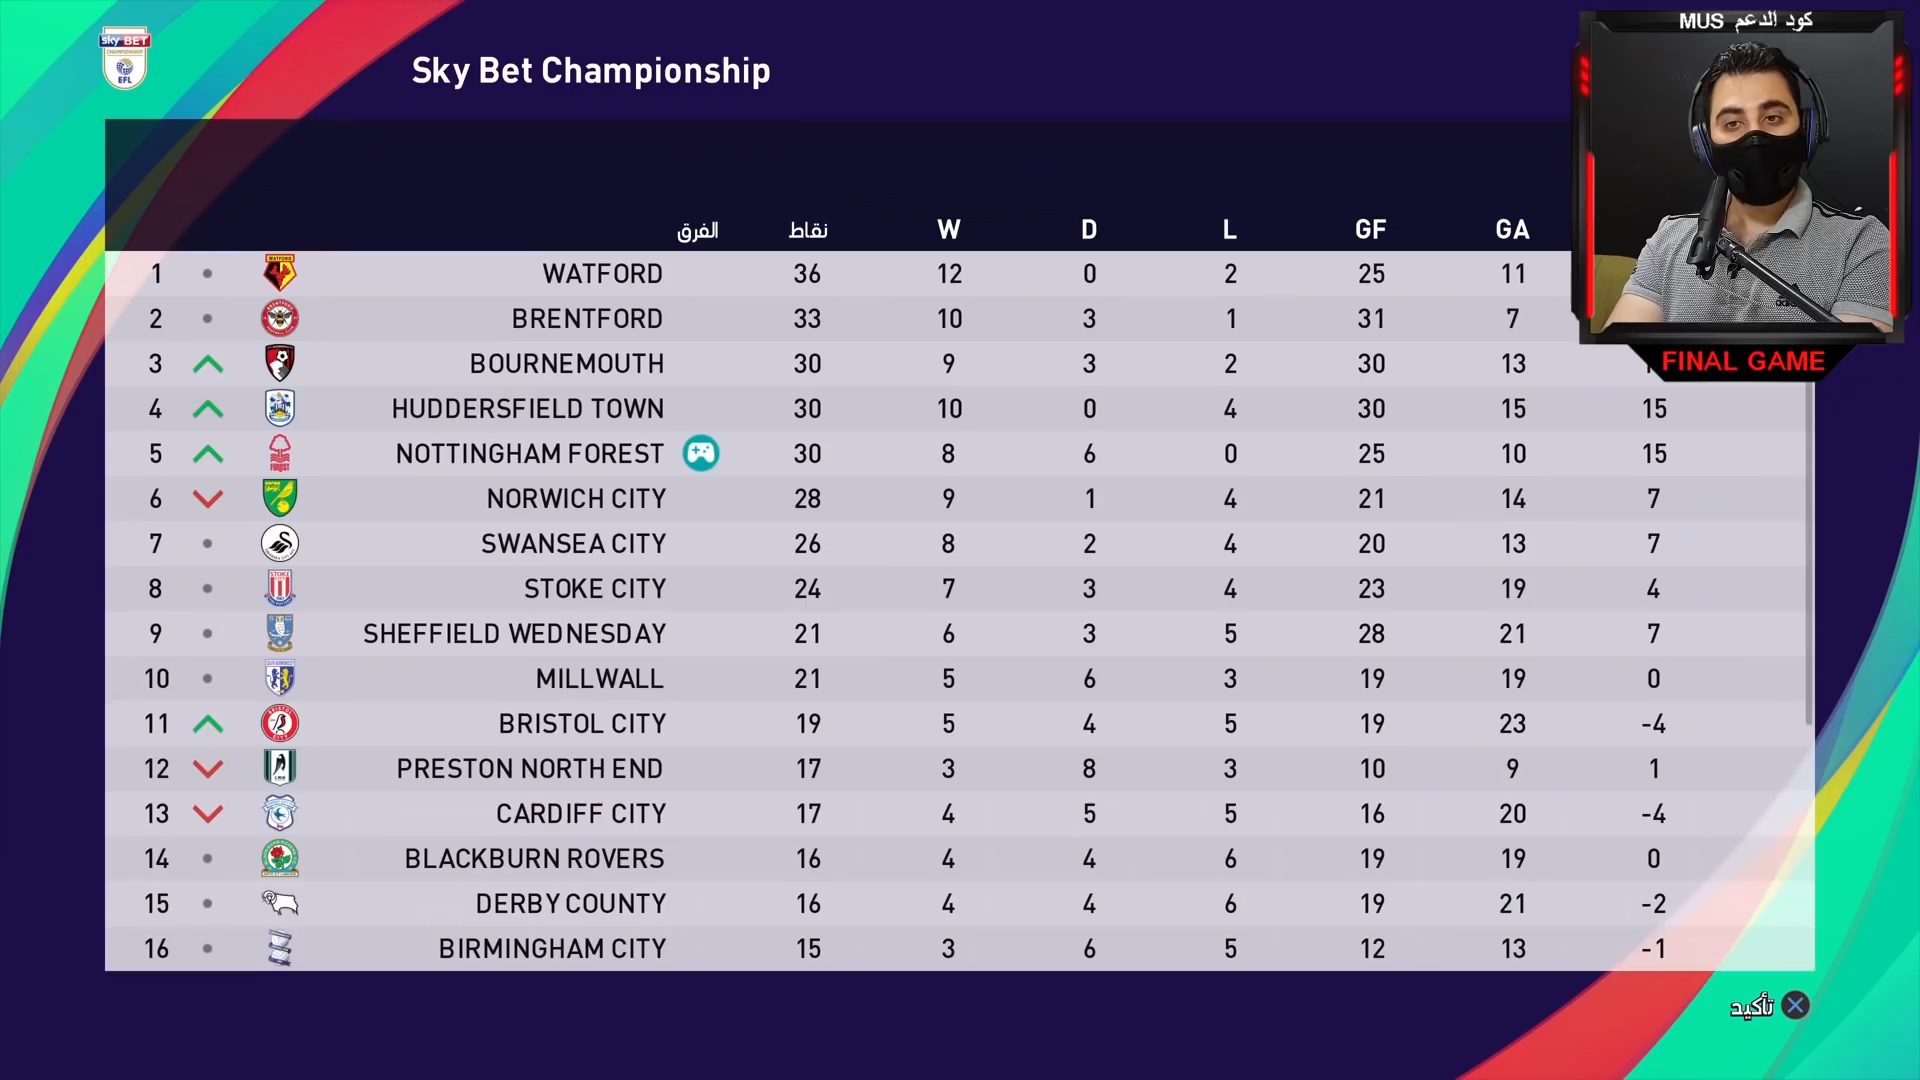 كود الدعم MUS
sky BET
CHAMPIONSHIP
EFL
Sky Bet Championship
الفرق نقاط W D L GF GA
1 WATFORD 36 12 0 2 25 11
2 BRENTFORD 33 10 3 1 31 7
3 BOURNEMOUTH 30 9 3 2 30 13
FINAL GAME
4 HUDDERSFIELD TOWN 30 10 0 4 30 15 15
5 NOTTINGHAM FOREST 30 8 6 0 25 10 15
6 NORWICH CITY 28 9 1 4 21 14 7
7 SWANSEA CITY 26 8 2 4 20 13 7
8 STOKE CITY 24 7 3 4 23 19 4
9 SHEFFIELD WEDNESDAY 21 6 3 5 28 21 7
10 MILLWALL 21 5 6 3 19 19 0
11 BRISTOL CITY 19 5 4 5 19 23 -4
12 PRESTON NORTH END 17 3 8 3 10 9 1
13 CARDIFF CITY 17 4 5 5 16 20 -4
14 BLACKBURN ROVERS 16 4 4 6 19 19 0
15 DERBY COUNTY 16 4 4 6 19 21 -2
16 BIRMINGHAM CITY 15 3 6 5 12 13 -1
تأكيد